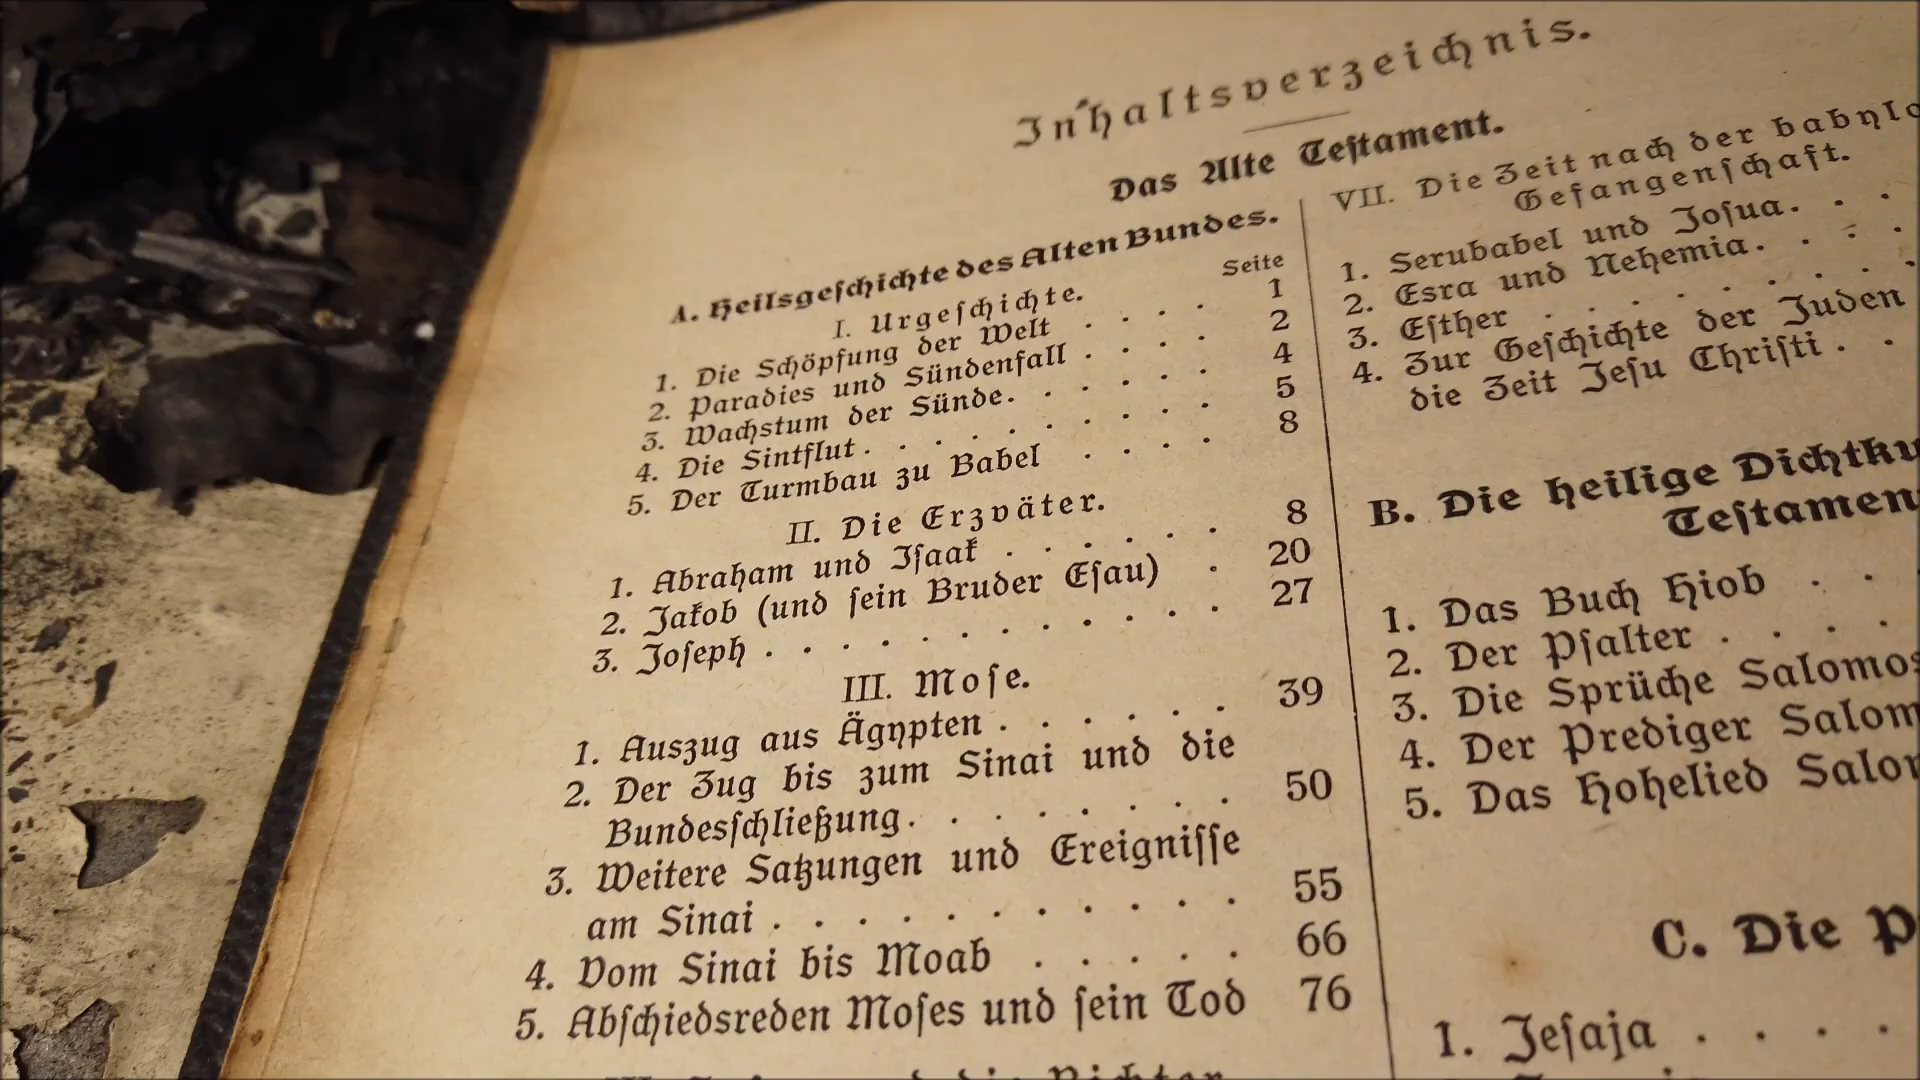 Inhaltsverzeichnis.
Das Alte Testament.
A. Heilsgeschichte des Alten Bundes.
Seite
I. Urgeschichte.
1. Die Schöpfung der Welt . . . . 1
2. Paradies und Sündenfall . . . . 2
3. Wachstum der Sünde. . . . . . 4
4. Die Sintflut . . . . . . . . . 5
5. Der Turmbau zu Babel . . . . 8
II. Die Erzväter.
1. Abraham und Isaak . . . . . . 8
2. Jakob (und sein Bruder Esau) . 20
3. Joseph . . . . . . . . . . . . 27
III. Mose.
1. Auszug aus Ägypten . . . . . . 39
2. Der Zug bis zum Sinai und die
Bundesschließung. . . . . . . . 50
3. Weitere Satzungen und Ereignisse
am Sinai . . . . . . . . . . . 55
4. Vom Sinai bis Moab . . . . . 66
5. Abschiedsreden Moses und sein Tod 76
VII. Die Zeit nach der
Gefangenschaft.
1. Serubabel und Josua. . . .
2. Esra und Nehemia. . . . .
3. Esther . . . . . . . . .
4. Zur Geschichte der Juden
die Zeit Jesu Christi . .
B. Die heilige
1. Das Buch Hiob . .
2. Der Psalter . . . .
3. Die Sprüche Salomos
4. Der Prediger
5. Das Hohelied
C. Die
1. Jesaja . . . .